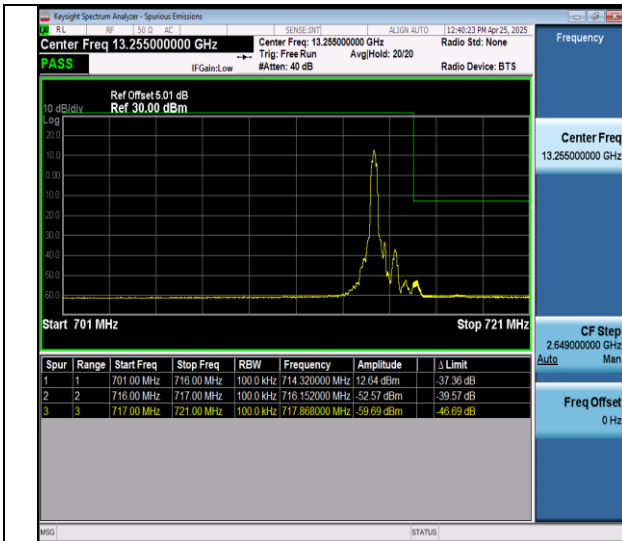 Keysight Spectrum Analyzer - Spurious Emissions
RL RF 50 Ω AC SENSE:INT ALIGN AUTO 12:40:23 PM Apr 25, 2025
Center Freq 13.255000000 GHz
Center Freq: 13.255000000 GHz
Radio Std: None
PASS
Trig: Free Run Avg|Hold: 20/20
IFGain:Low #Atten: 40 dB Radio Device: BTS
Ref Offset 5.01 dB
10 dB/div Ref 30.00 dBm
Log
20.0
10.0
0.00
-10.0
-20.0
-30.0
-40.0
-50.0
-60.0
Start 701 MHz Stop 721 MHz
Spur Range Start Freq Stop Freq RBW Frequency Amplitude Δ Limit
1 1 701.00 MHz 716.00 MHz 100.0 kHz 714.320000 MHz 12.64 dBm -37.36 dB
2 2 716.00 MHz 717.00 MHz 100.0 kHz 716.152000 MHz -52.57 dBm -39.57 dB
3 3 717.00 MHz 721.00 MHz 100.0 kHz 717.868000 MHz -59.69 dBm -46.69 dB
MSG STATUS
Frequency
Center Freq
13.255000000 GHz
CF Step
2.649000000 GHz
Auto Man
Freq Offset
0 Hz